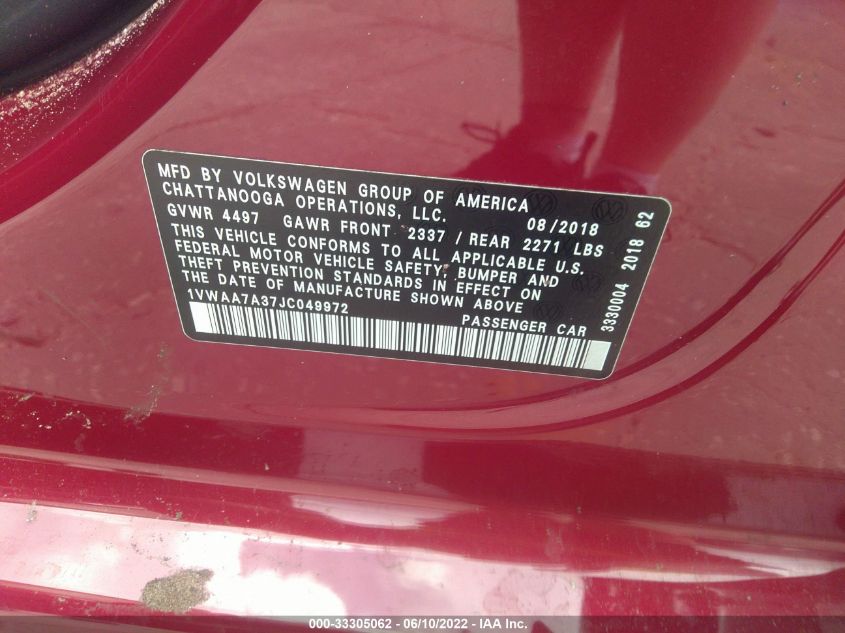 MFD BY VOLKSWAGEN GROUP OF AMERICA
CHATTANOOGA OPERATIONS, LLC.
08/2018
GVWR 4497 GAWR FRONT 2337 / REAR 2271 LBS
THIS VEHICLE CONFORMS TO ALL APPLICABLE U.S.
FEDERAL MOTOR VEHICLE SAFETY, BUMPER AND
THEFT PREVENTION STANDARDS IN EFFECT ON
THE DATE OF MANUFACTURE SHOWN ABOVE
1VWAA7A37JC049972
PASSENGER CAR
3330004 2018 62
000-33305062 - 06/10/2022 - IAA Inc.